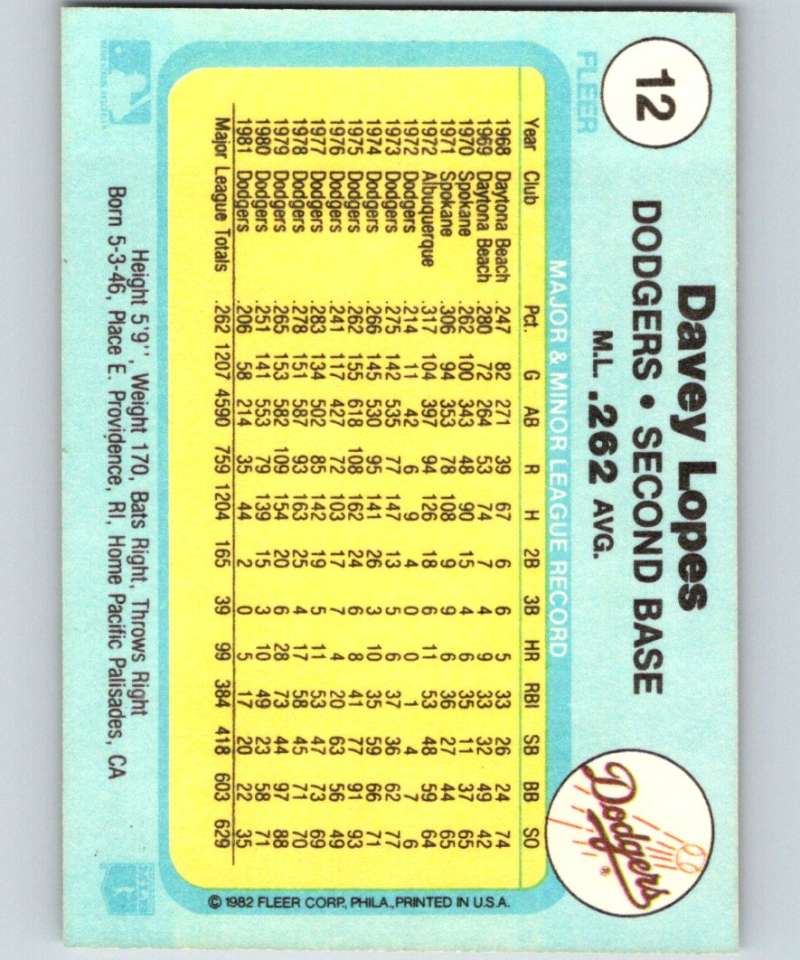 12
FLEER
Davey Lopes
DODGERS • SECOND BASE
M.L. .262 AVG.
Dodgers
MAJOR & MINOR LEAGUE RECORD
Year Club Pct. G AB R H 2B 3B HR RBI SB BB SO
1968 Daytona Beach .247 82 271 39 67 6 6 5 33 26 24 74
1969 Daytona Beach .280 72 264 53 74 7 4 9 33 32 49 42
1970 Spokane .262 100 343 48 90 15 4 6 35 11 37 65
1971 Spokane .306 94 353 78 108 9 9 6 36 27 44 65
1972 Albuquerque .317 104 397 94 126 18 6 11 53 48 59 64
1972 Dodgers .214 11 42 6 9 4 0 0 1 4 7 6
1973 Dodgers .275 142 535 77 147 13 5 6 37 36 62 77
1974 Dodgers .266 145 530 95 141 26 3 10 35 59 66 71
1975 Dodgers .262 155 618 108 162 24 6 8 41 77 91 93
1976 Dodgers .241 117 427 72 103 17 7 4 20 63 56 49
1977 Dodgers .283 134 502 85 142 19 5 11 53 47 73 69
1978 Dodgers .278 151 587 93 163 25 4 17 58 45 71 70
1979 Dodgers .265 153 582 109 154 20 6 28 73 44 97 88
1980 Dodgers .251 141 553 79 139 15 3 10 49 23 58 71
1981 Dodgers .206 58 214 35 44 2 0 5 17 20 22 35
Major League Totals .262 1207 4590 759 1204 165 39 99 384 418 603 629
Height 5'9'', Weight 170, Bats Right, Throws Right
Born 5-3-46, Place E. Providence, RI, Home Pacific Palisades, CA
© 1982 FLEER CORP., PHILA., PRINTED IN U.S.A.